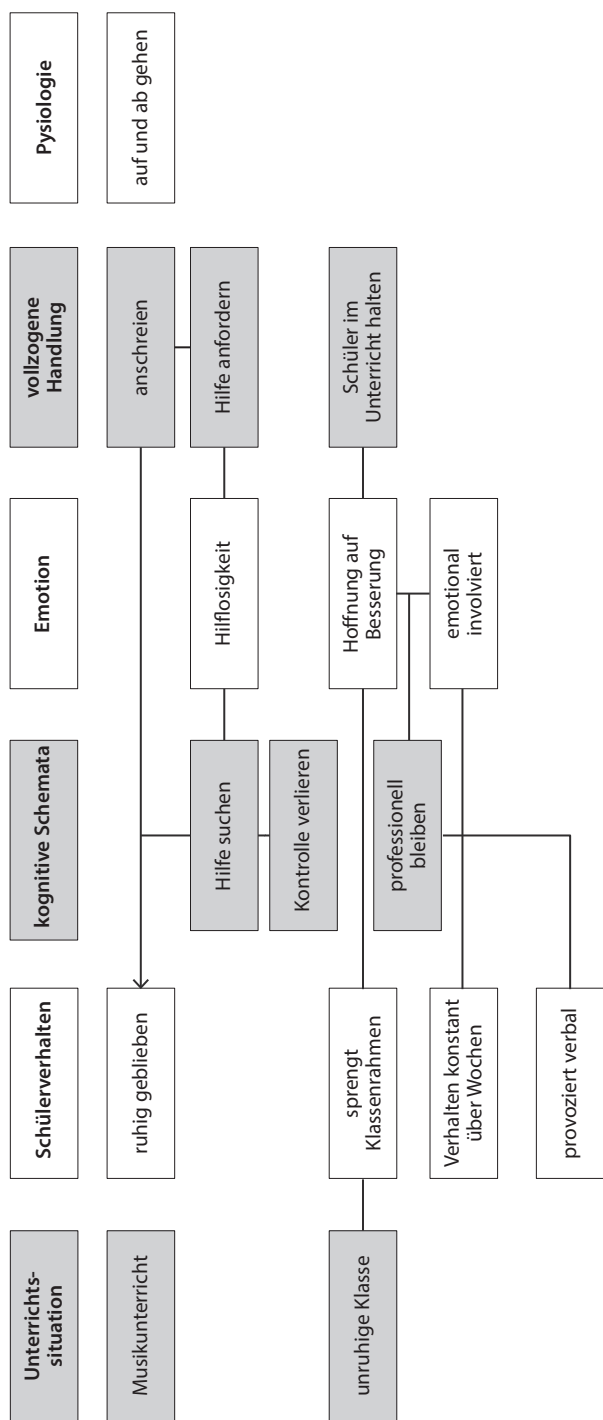 Unterrichts-
situation
Schülerverhalten
kognitive Schemata
Emotion
vollzogene
Handlung
Pysiologie
Musikunterricht
ruhig geblieben
anschreien
auf und ab gehen
Hilfe suchen
Hilflosigkeit
Hilfe anfordern
Kontrolle verlieren
unruhige Klasse
sprengt
Klassenrahmen
Hoffnung auf
Besserung
Schüler im
Unterricht halten
professionell
bleiben
Verhalten konstant
über Wochen
emotional
involviert
provoziert verbal